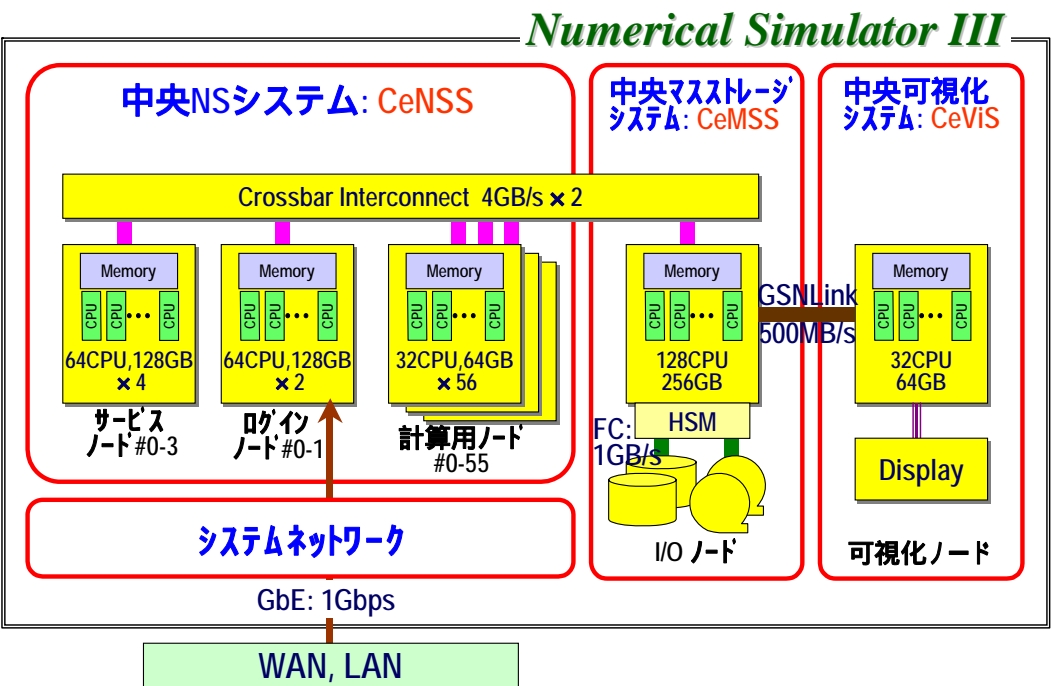 Numerical Simulator III
中央NSシステム: CeNSS
中央マスストレージ
システム: CeMSS
中央可視化
システム: CeViS
Crossbar Interconnect 4GB/s × 2
Memory
CPU
CPU
•••
CPU
64CPU,128GB
× 4
サービス
ノード#0-3
Memory
CPU
CPU
•••
CPU
64CPU,128GB
× 2
ログイン
ノード#0-1
Memory
CPU
CPU
•••
CPU
32CPU,64GB
× 56
計算用ノード
#0-55
Memory
CPU
CPU
•••
CPU
128CPU
256GB
HSM
FC:
1GB/s
I/O ノード
GSNLink
500MB/s
Memory
CPU
CPU
•••
CPU
32CPU
64GB
Display
可視化ノード
システムネットワーク
GbE: 1Gbps
WAN, LAN